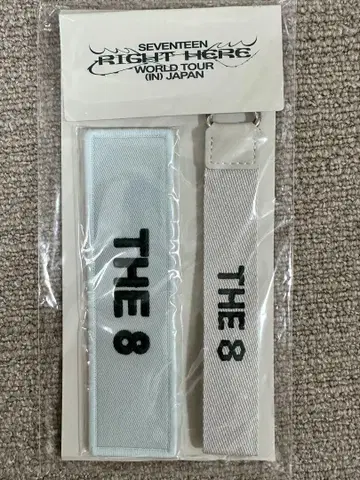 SEVENTEEN
RIGHT HERE
WORLD TOUR
(IN) JAPAN
THE 8
THE 8